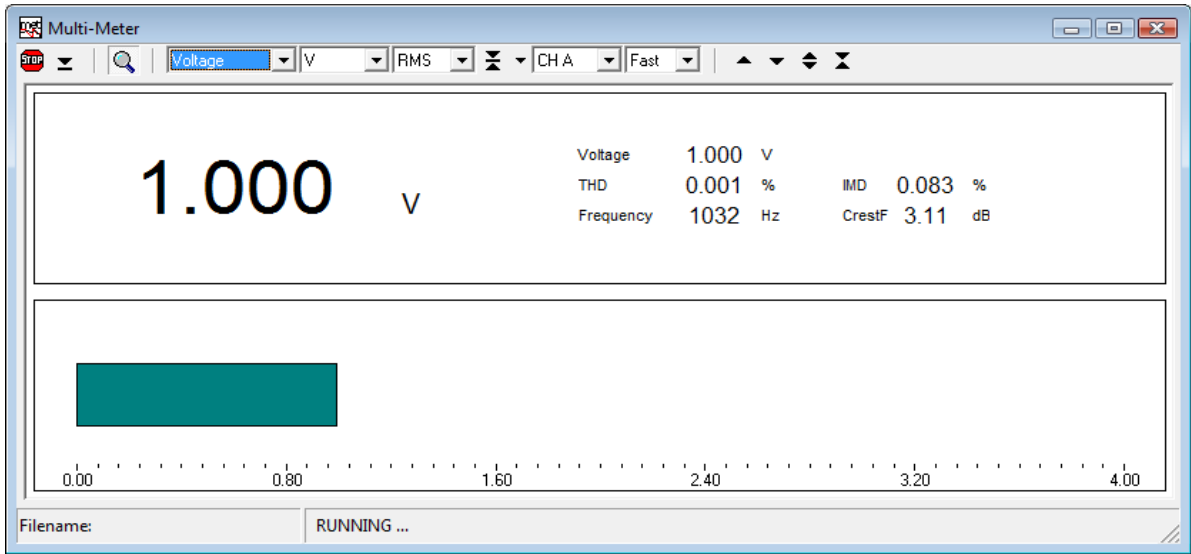 Multi-Meter
STOP Voltage V RMS CH A Fast
1.000 V
Voltage 1.000 V
THD 0.001 % IMD 0.083 %
Frequency 1032 Hz CrestF 3.11 dB
0.00 0.80 1.60 2.40 3.20 4.00
Filename: RUNNING ...